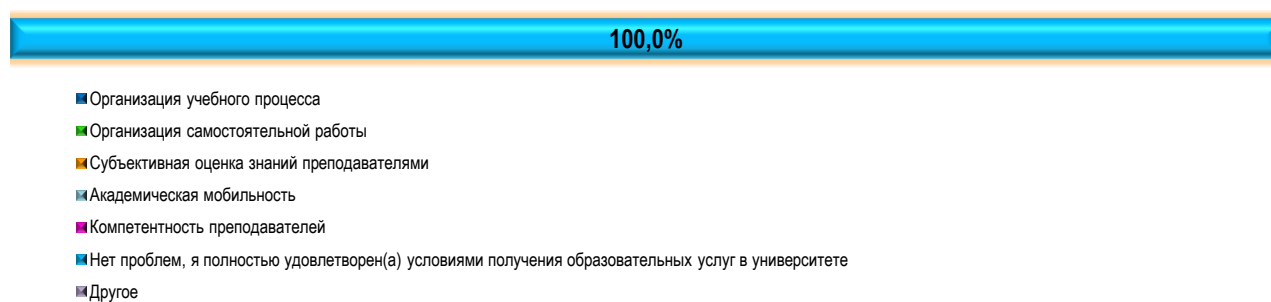 100,0%
Организация учебного процесса
Организация самостоятельной работы
Субъективная оценка знаний преподавателями
Академическая мобильность
Компетентность преподавателей
Нет проблем, я полностью удовлетворен(а) условиями получения образовательных услуг в университете
Другое